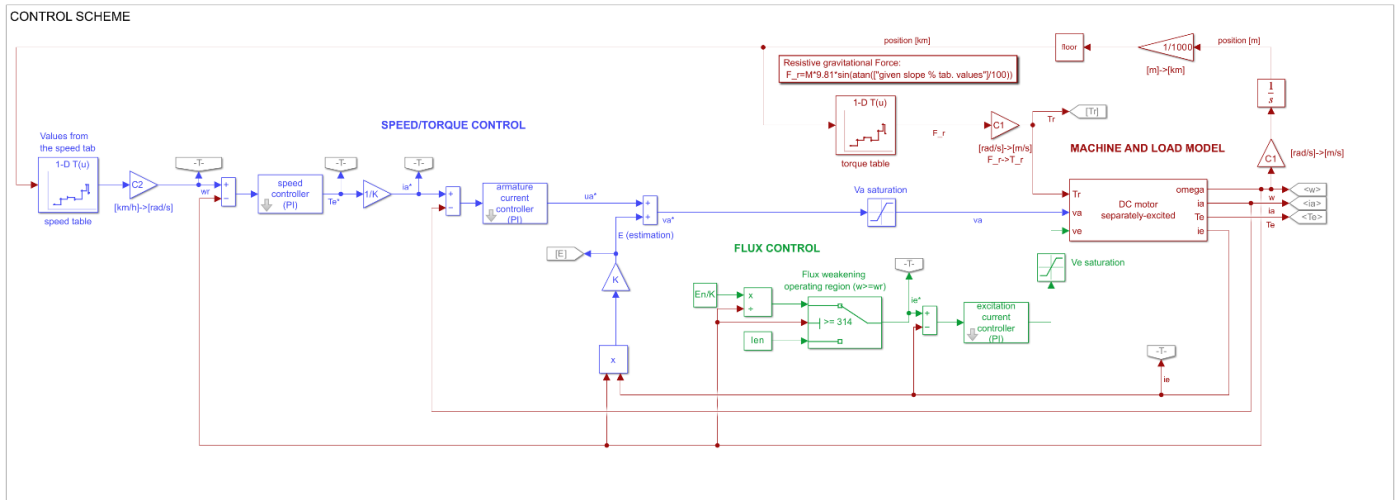 CONTROL SCHEME
position [km]
floor
1/1000
position [m]
[m]->[km]
Resistive gravitational Force:
F_r=M*9.81*sin(atan(["given slope % tab. values"]/100))
1
s
1-D T(u)
torque table
F_r
C1
[rad/s]->[m/s]
F_r->T_r
Tr
[Tr]
C1
[rad/s]->[m/s]
SPEED/TORQUE CONTROL
MACHINE AND LOAD MODEL
Values from
the speed tab
1-D T(u)
speed table
C2
[km/h]->[rad/s]
-T-
wr
+
−
speed
controller
(PI)
-T-
Te*
1/K
-T-
ia*
+
−
armature
current
controller
(PI)
ua*
+
+
va*
E (estimation)
[E]
K
x
Va saturation
va
Tr
va
ve
DC motor
separately-excited
omega
ia
Te
ie
w
ia
Te
<w>
<ia>
<Te>
FLUX CONTROL
Flux weakening
operating region (w>=wr)
En/K
x
÷
>= 314
Ien
-T-
ie*
+
−
excitation
current
controller
(PI)
Ve saturation
-T-
ie